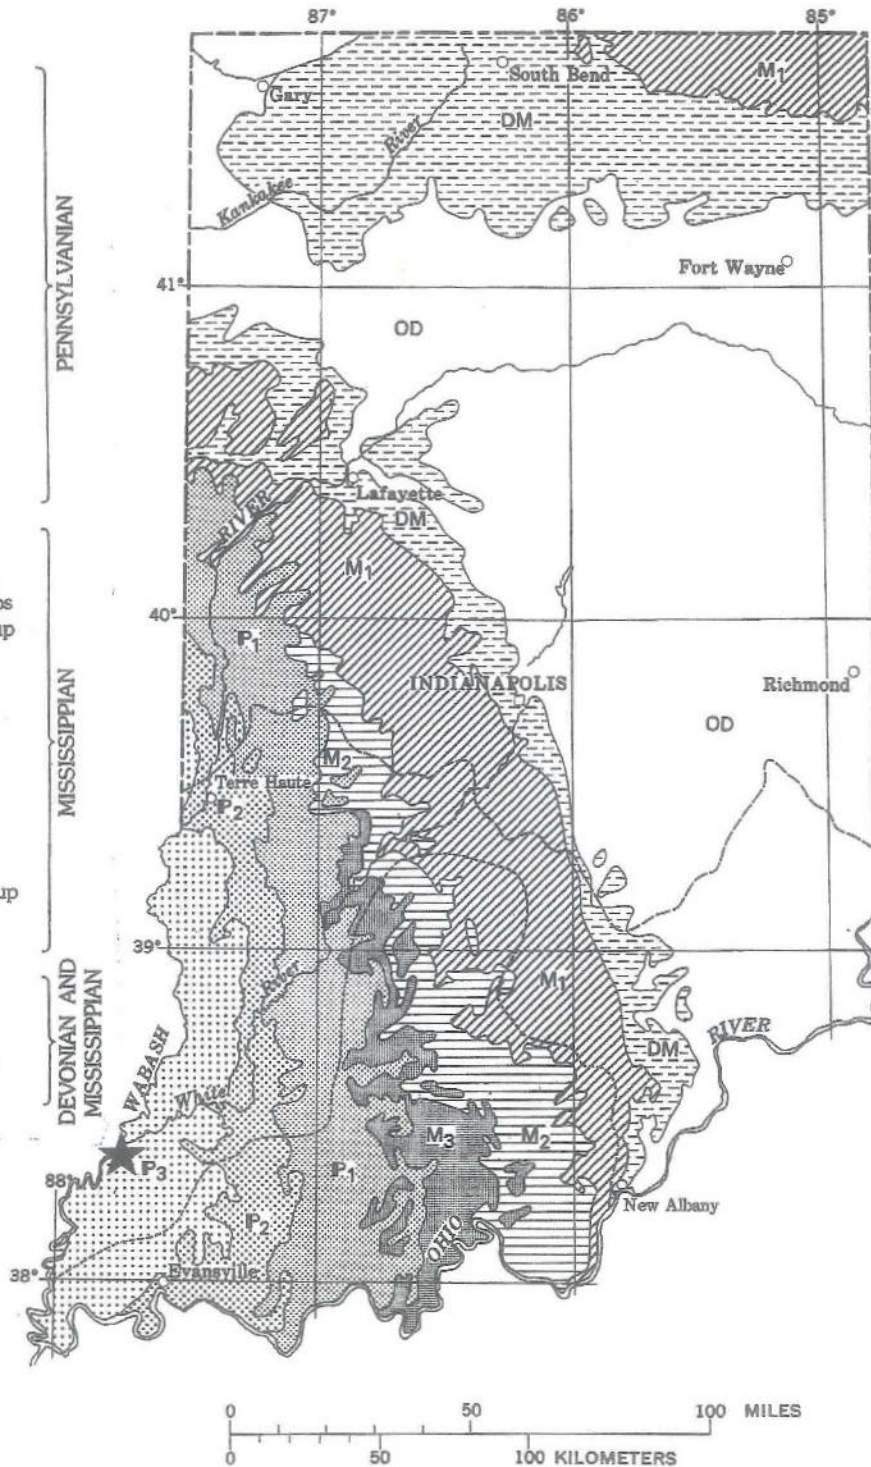 87° 86° 85°
South Bend
M1
Gary
DM
River
Kankakee
PENNSYLVANIAN
Fort Wayne
41°
OD
Lafayette
RIVER
DM
M1
os
40°
up
P1
INDIANAPOLIS
Richmond
OD
MISSISSIPPIAN
M2
Terre Haute
P2
up
39°
River
M1
DEVONIAN AND
MISSISSIPPIAN
WABASH
RIVER
DM
White
M3
M2
P3
P1
88°
New Albany
P2
OHIO
38°
Evansville
0 50 100 MILES
0 50 100 KILOMETERS